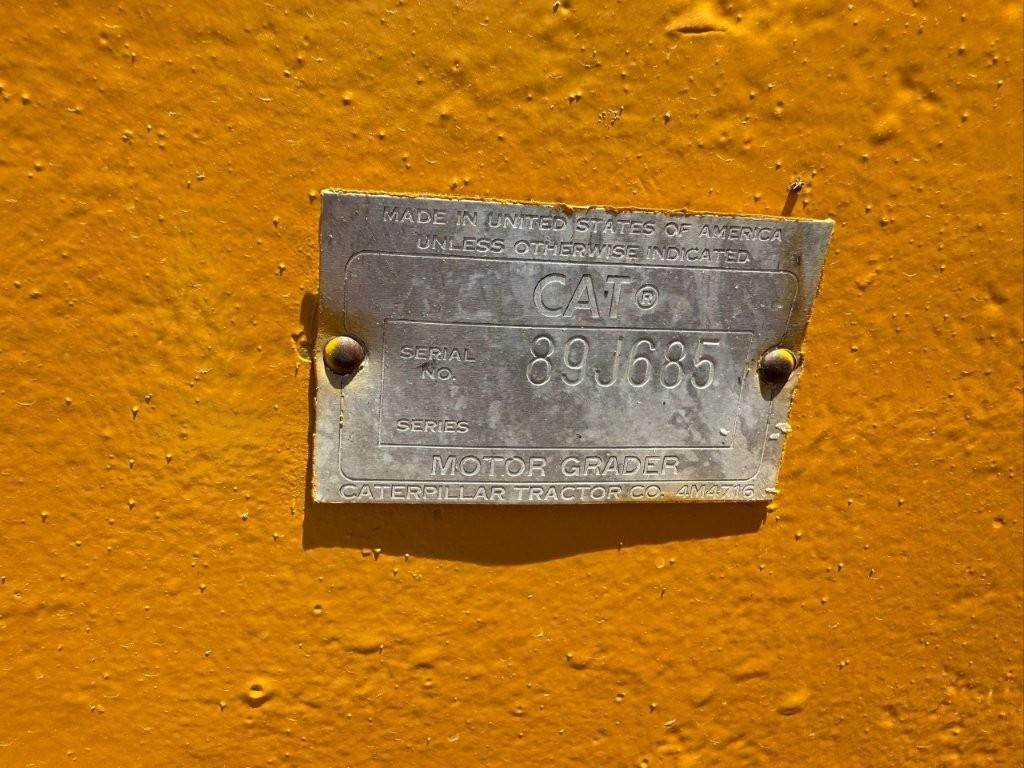 MADE IN UNITED STATES OF AMERICA
UNLESS OTHERWISE INDICATED
CAT®
SERIAL NO. 89J685
SERIES
MOTOR GRADER
CATERPILLAR TRACTOR CO. 4M4716